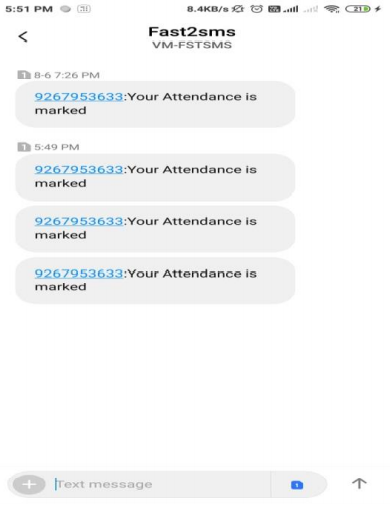 5:51 PM
8.4KB/s
21
Fast2sms
VM-FSTSMS
1 8-6 7:26 PM
9267953633:Your Attendance is
marked
1 5:49 PM
9267953633:Your Attendance is
marked
9267953633:Your Attendance is
marked
9267953633:Your Attendance is
marked
Text message
1